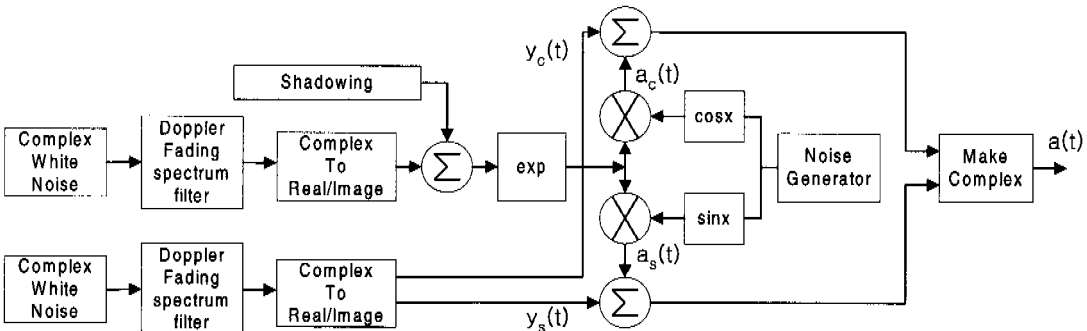 Shadowing
Complex
White
Noise
Doppler
Fading
spectrum
filter
Complex
To
Real/Image
Σ
exp
y_c(t)
Σ
a_c(t)
cosx
sinx
a_s(t)
Noise
Generator
Make
Complex
a(t)
Complex
White
Noise
Doppler
Fading
spectrum
filter
Complex
To
Real/Image
y_s(t)
Σ